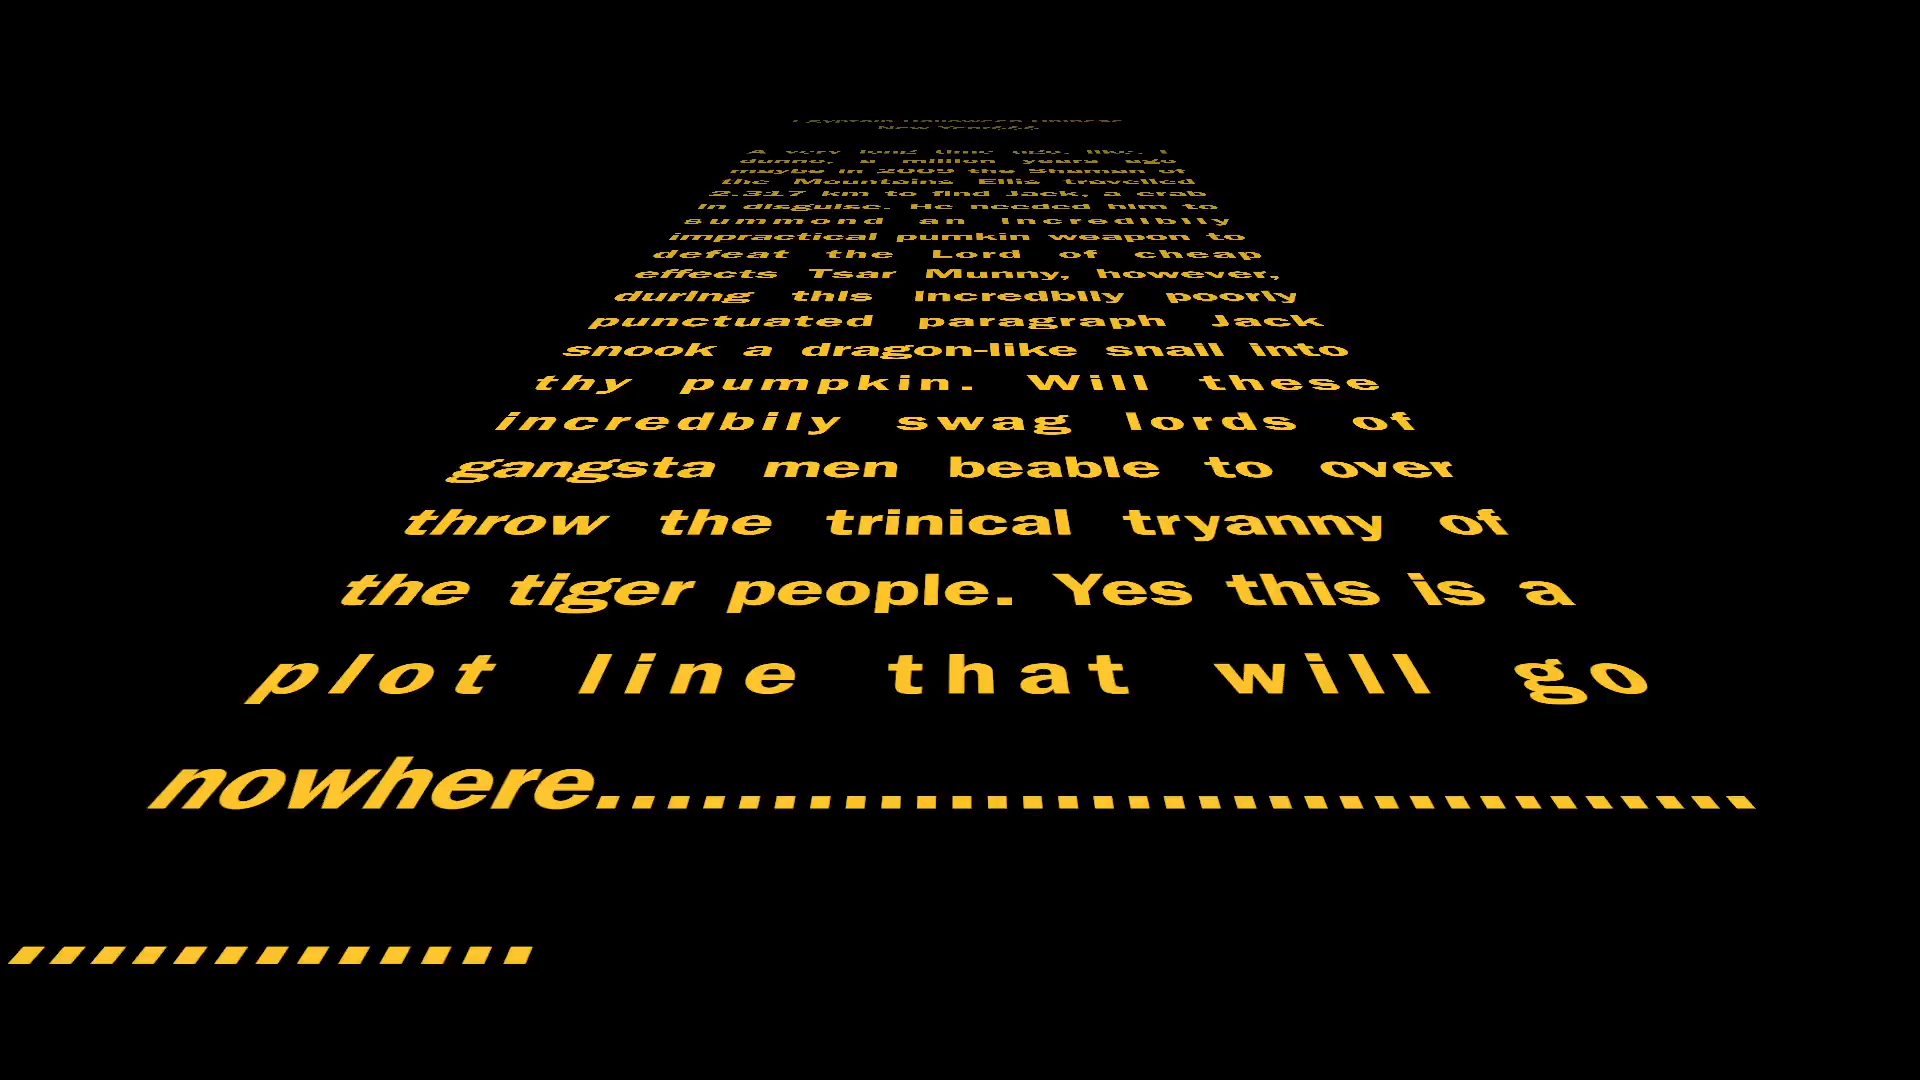 New Year
A very long time ago, like, I
dunno, a million years ago
maybe in 2009 the Shaman of
the Mountains Ellis travelled
2.317 km to find Jack, a crab
in disguise. He needed him to
summond an incrediblly
impractical pumkin weapon to
defeat the Lord of cheap
effects Tsar Munny, however,
during this incredbily poorly
punctuated paragraph Jack
snook a dragon-like snail into
thy pumpkin. Will these
incredbily swag lords of
gangsta men beable to over
throw the trinical tryanny of
the tiger people. Yes this is a
plot line that will go
nowhere.................................
.............